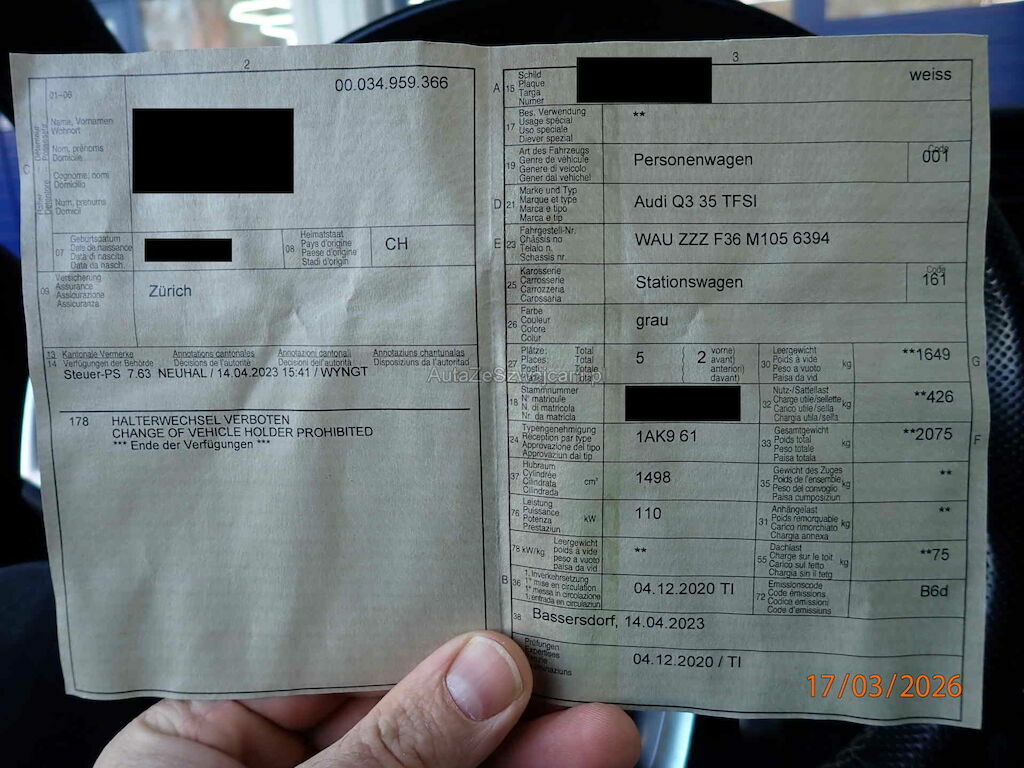 2
00.034.959.366
01-06
Name, Vornamen
Wohnort
Nom, prénoms
Domicile
Cognome, nomi
Domicilio
Num, prenums
Domicil
C
07
Geburtsdatum
Date de naissance
Data di nascita
Data da nasch.
08
Heimatstaat
Pays d'origine
Paese d'origine
Stadi d'origin
CH
09
Versicherung
Assurance
Assicurazione
Assicuranza
Zürich
13 Kantonale Vermerke Annotations cantonales Annotazioni cantonali Annotaziuns chantunalas
14 Verfügungen der Behörde Décisions de l'autorité Decisioni dell'autorità Disposiziuns da l'autoritad
Steuer-PS 7.63 NEUHAL / 14.04.2023 15:41 / WYNGT
178 HALTERWECHSEL VERBOTEN
CHANGE OF VEHICLE HOLDER PROHIBITED
*** Ende der Verfügungen ***
3
A 15
Schild
Plaque
Targa
Numer
weiss
17
Bes. Verwendung
Usage spécial
Uso speciale
Diever spezial
**
19
Art des Fahrzeugs
Genre de véhicule
Genere di veicolo
Gener dal vehichel
Personenwagen
Code
001
D 21
Marke und Typ
Marque et type
Marca e tipo
Marca e tip
Audi Q3 35 TFSI
E 23
Fahrgestell-Nr.
Châssis no
Telaio n.
Schassis nr.
WAU ZZZ F36 M105 6394
25
Karosserie
Carrosserie
Carrozzeria
Carossaria
Stationswagen
Code
161
26
Farbe
Couleur
Colore
Colur
grau
27
Plätze: Total
Places: Total
Total
Total
5 ( 2
vorne)
avant)
anteriori)
davant)
30
Leergewicht
Poids à vide
Peso a vuoto
Paisa da vid
kg
**1649
G
18
Stammnummer
N° matricule
N. di matricola
Nr. da matricla
32
Nutz-/Sattellast
Charge utile/sellette
Carico utile/sella
Chargia utila/sella
kg
**426
24
Typengenehmigung
Réception par type
Approvazione del tipo
Approvaziun dal tip
1AK9 61
33
Gesamtgewicht
Poids total
Peso totale
Paisa totala
kg
**2075
F
37
Hubraum
Cylindrée
Cilindrata
Cilindrada
cm³
1498
35
Gewicht des Zuges
Poids de l'ensemble
Peso del convoglio
Paisa cumposiziun
kg
**
76
Leistung
Puissance
Potenza
Prestaziun
kW
110
31
Anhängelast
Poids remorquable
Carico rimorchiato
Chargia annexa
kg
**
78 kW/kg
Leergewicht
poids à vide
peso a vuoto
paisa da vid
**
55
Dachlast
Charge sur le toit
Carico sul tetto
Chargia sin il tetg
kg
**75
B 36
1. Inverkehrsetzung
1re mise en circulation
1a messa in circolazione
1. entrada en circulaziun
04.12.2020 TI
72
Emissionscode
Code émissions
Codice emissioni
Code d'emissiuns
B6d
38
Bassersdorf, 14.04.2023
Prüfungen
Expertises
04.12.2020 / TI
17/03/2026